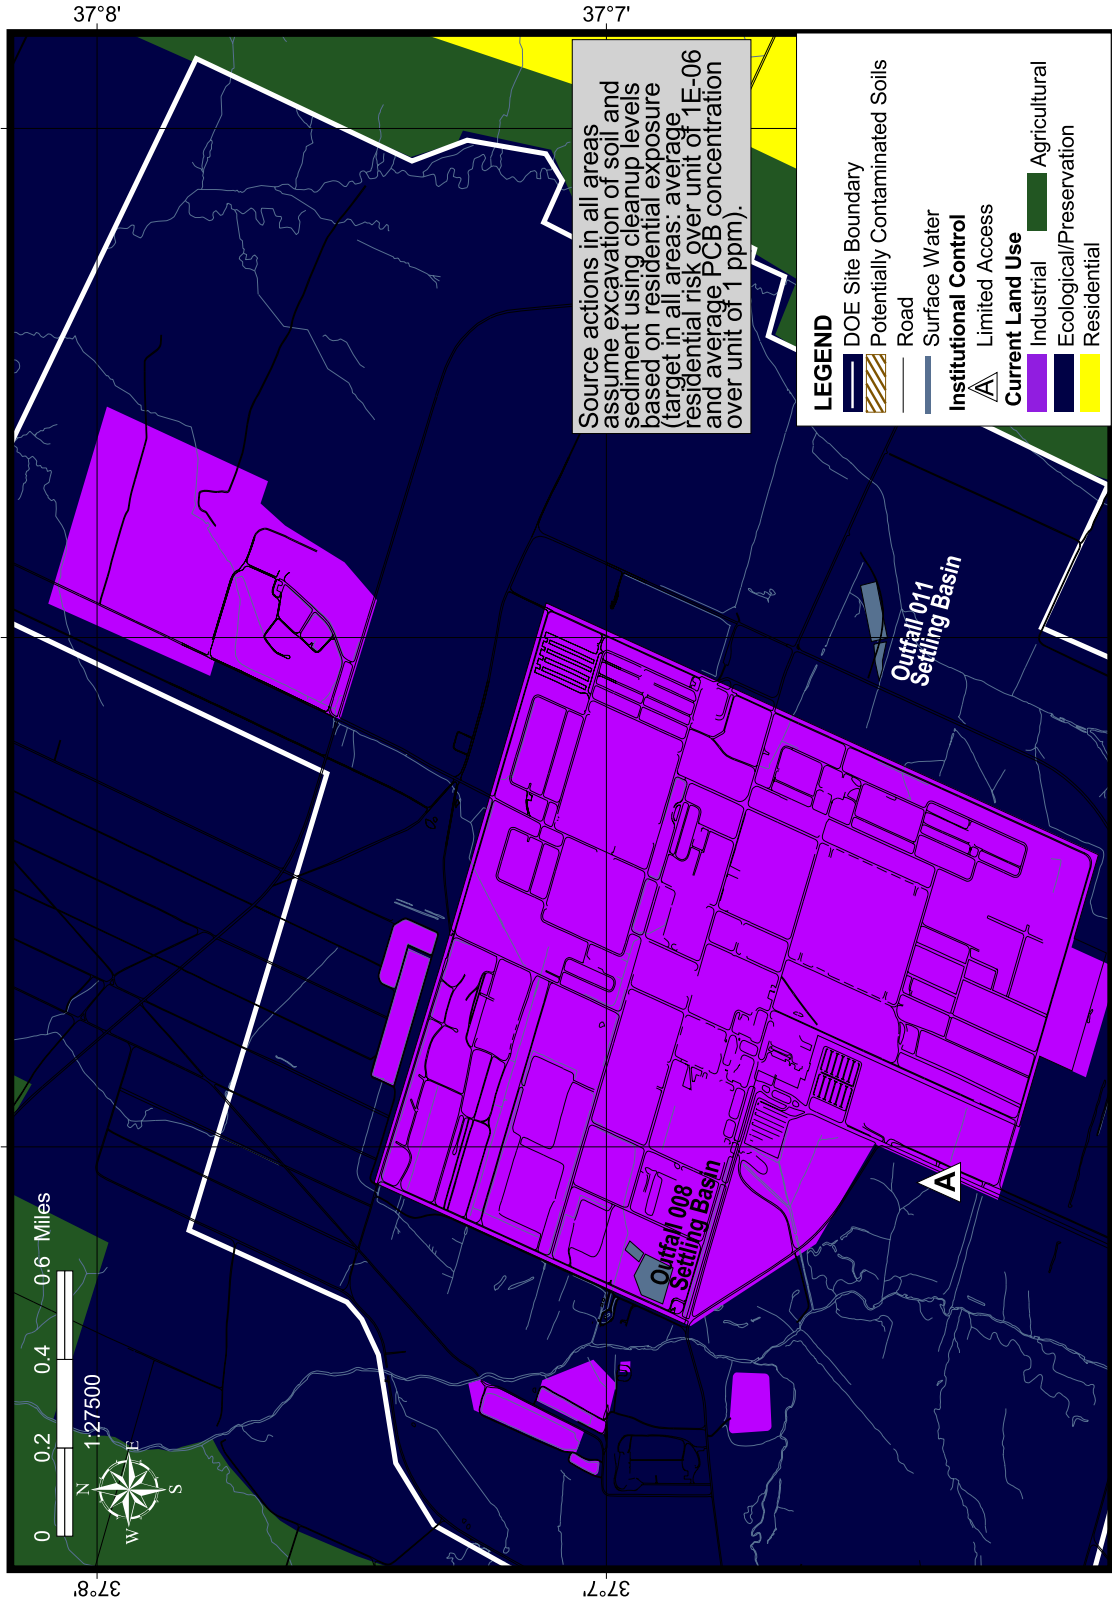 37°8'
37°7'
Source actions in all areas
assume excavation of soil and
sediment using cleanup levels
based on residential exposure
(target in all areas: average
residential risk over unit of 1E-06
and average PCB concentration
over unit of 1 ppm).
LEGEND
DOE Site Boundary
Potentially Contaminated Soils
Road
Surface Water
Institutional Control
A Limited Access
Current Land Use
Industrial
Agricultural
Ecological/Preservation
Residential
Outfall 011
Settling Basin
Outfall 008
Settling Basin
A
0 0.2 0.4 0.6 Miles
1:27500
N
E
S
W
37°8'
37°7'